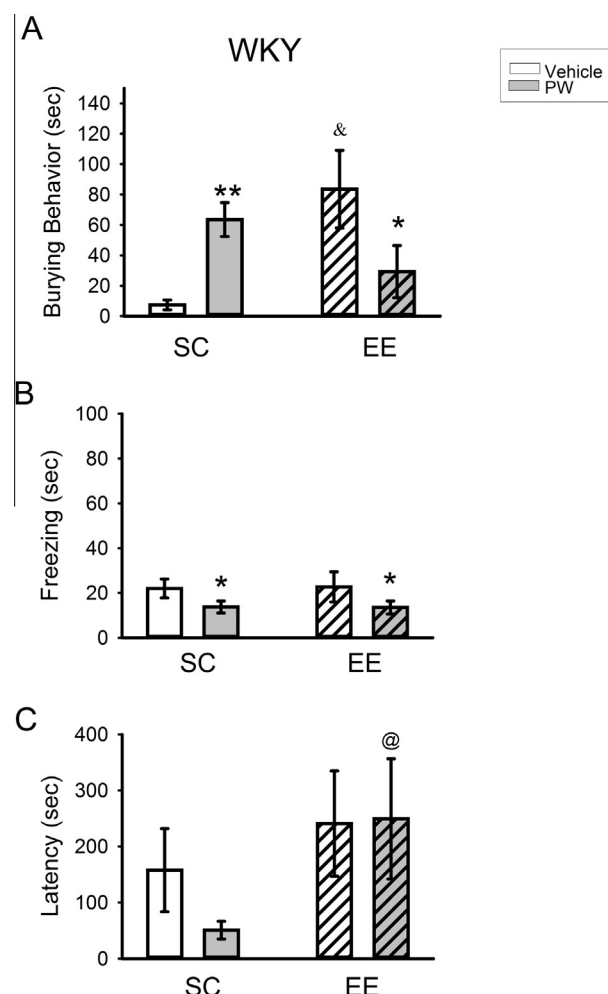 A
WKY
Vehicle
PW
Burying Behavior (sec)
140
120
100
80
60
40
20
0
**
&
*
SC EE
B
Freezing (sec)
100
80
60
40
20
0
*
*
SC EE
C
Latency (sec)
400
300
200
100
0
@
SC EE